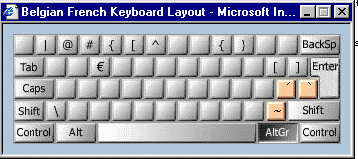 Belgian French Keyboard Layout - Microsoft In...
| @ # { [ ^ { } BackSp
Tab € [ ] Enter
Caps ´ `
Shift \ ~ Shift
Control Alt AltGr Control